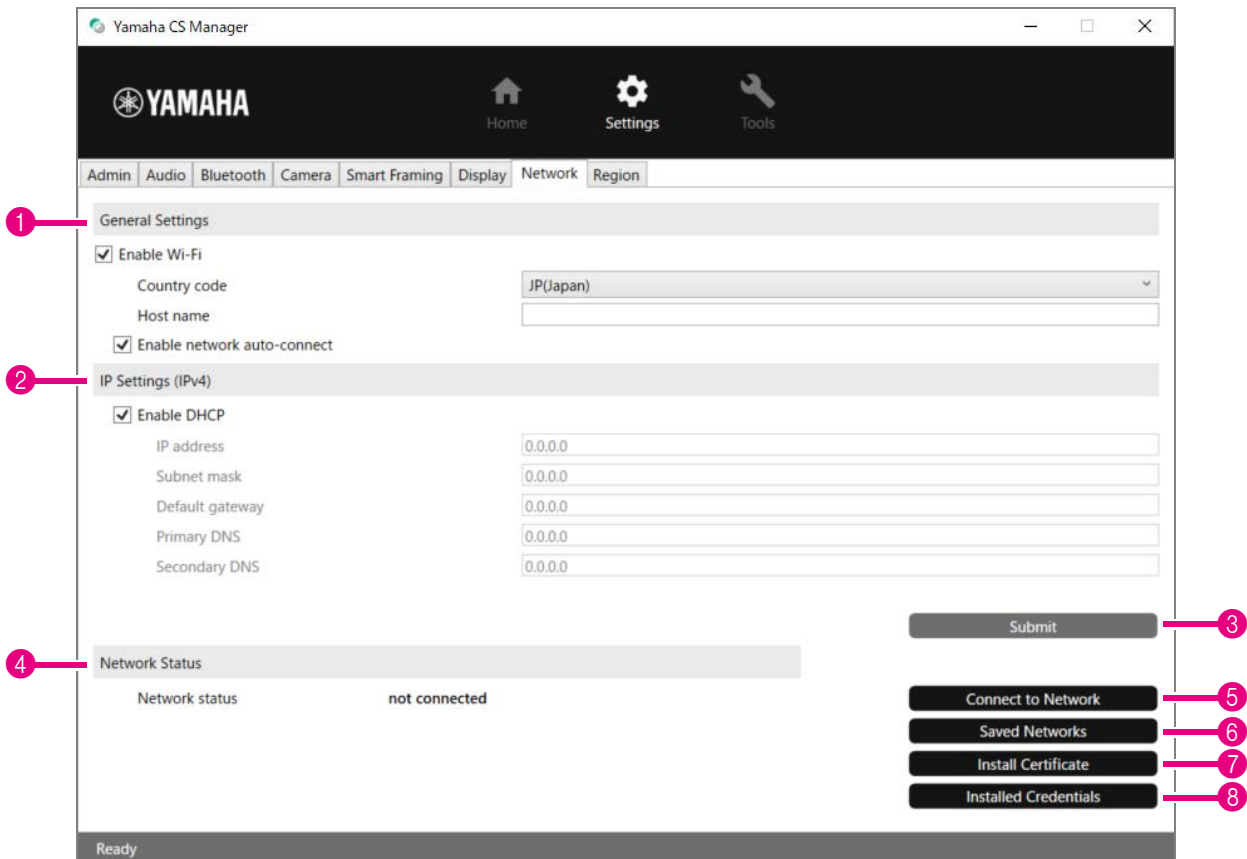 Yamaha CS Manager
YAMAHA
Home Settings Tools
Admin Audio Bluetooth Camera Smart Framing Display Network Region
1 General Settings
Enable Wi-Fi
Country code JP(Japan)
Host name
Enable network auto-connect
2 IP Settings (IPv4)
Enable DHCP
IP address 0.0.0.0
Subnet mask 0.0.0.0
Default gateway 0.0.0.0
Primary DNS 0.0.0.0
Secondary DNS 0.0.0.0
Submit 3
4 Network Status
Network status not connected
Connect to Network 5
Saved Networks 6
Install Certificate 7
Installed Credentials 8
Ready